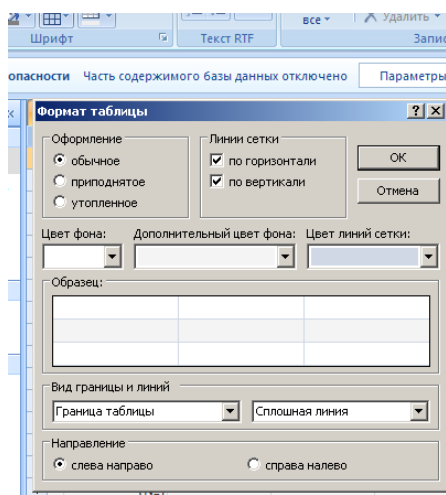 все
Удалить
Шрифт Текст RTF Запис
опасности Часть содержимого базы данных отключено Параметры
Формат таблицы
Оформление Линии сетки
обычное по горизонтали ОК
приподнятое по вертикали Отмена
утопленное
Цвет фона: Дополнительный цвет фона: Цвет линий сетки:
Образец:
Вид границы и линий
Граница таблицы Сплошная линия
Направление
слева направо справа налево